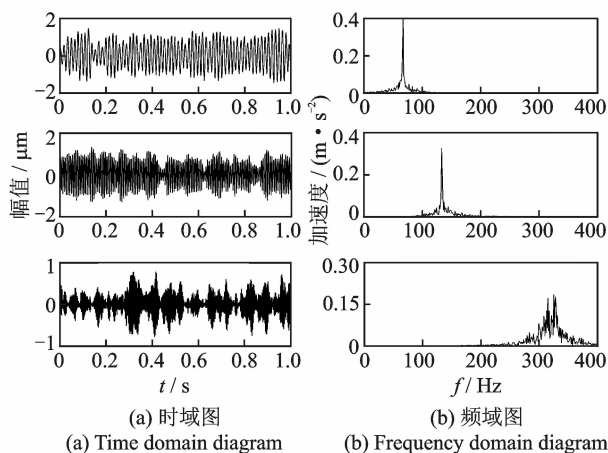 2
0
−2
0 0.2 0.4 0.6 0.8 1.0
0.4
0.2
0
0 100 200 300 400
2
1
0
−2
0 0.2 0.4 0.6 0.8 1.0
0.4
0.2
0
0 100 200 300 400
1
0
−1
0 0.2 0.4 0.6 0.8 1.0
0.30
0.15
0
0 100 200 300 400
幅值 / μm
加速度 / (m·s⁻²)
t / s
f / Hz
(a) 时域图
(b) 频域图
(a) Time domain diagram
(b) Frequency domain diagram